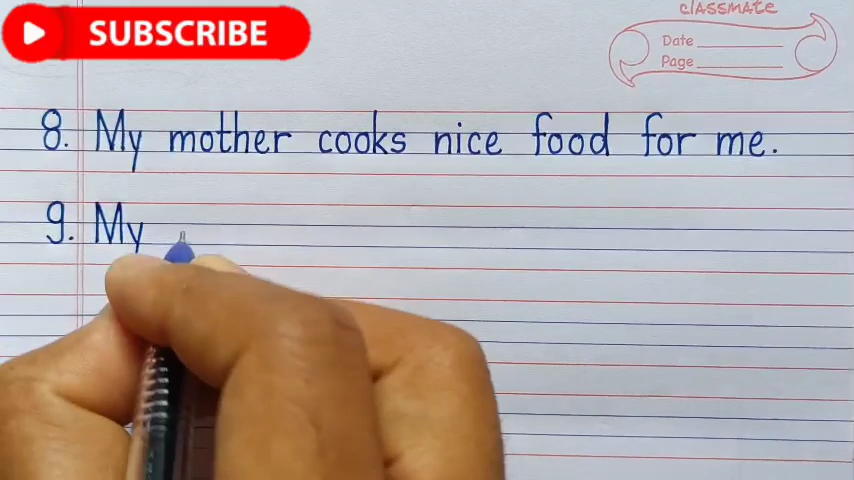 SUBSCRIBE
classmate
Date
Page
8. My mother cooks nice food for me.
9. My